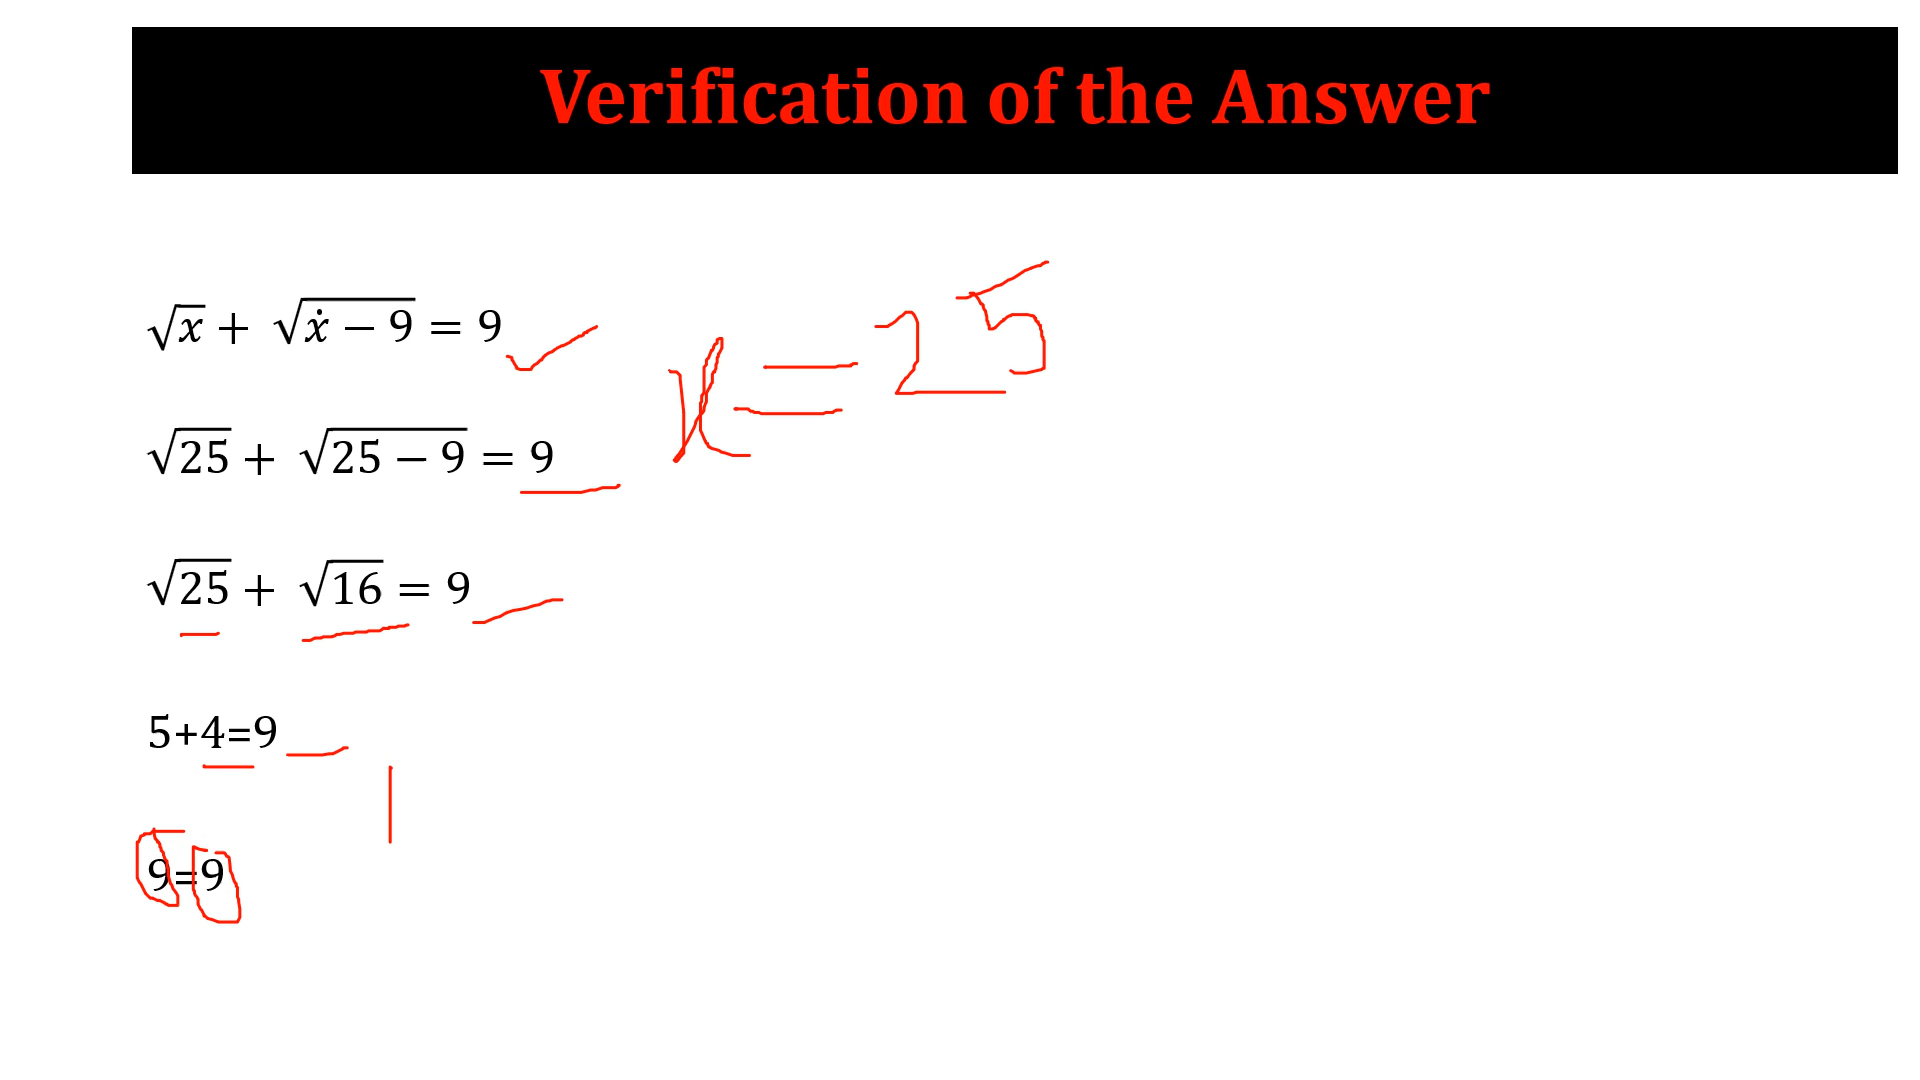 Verification of the Answer
√x + √ẋ − 9 = 9
x = 25
√25 + √25 − 9 = 9
√25 + √16 = 9
5+4=9
9=9